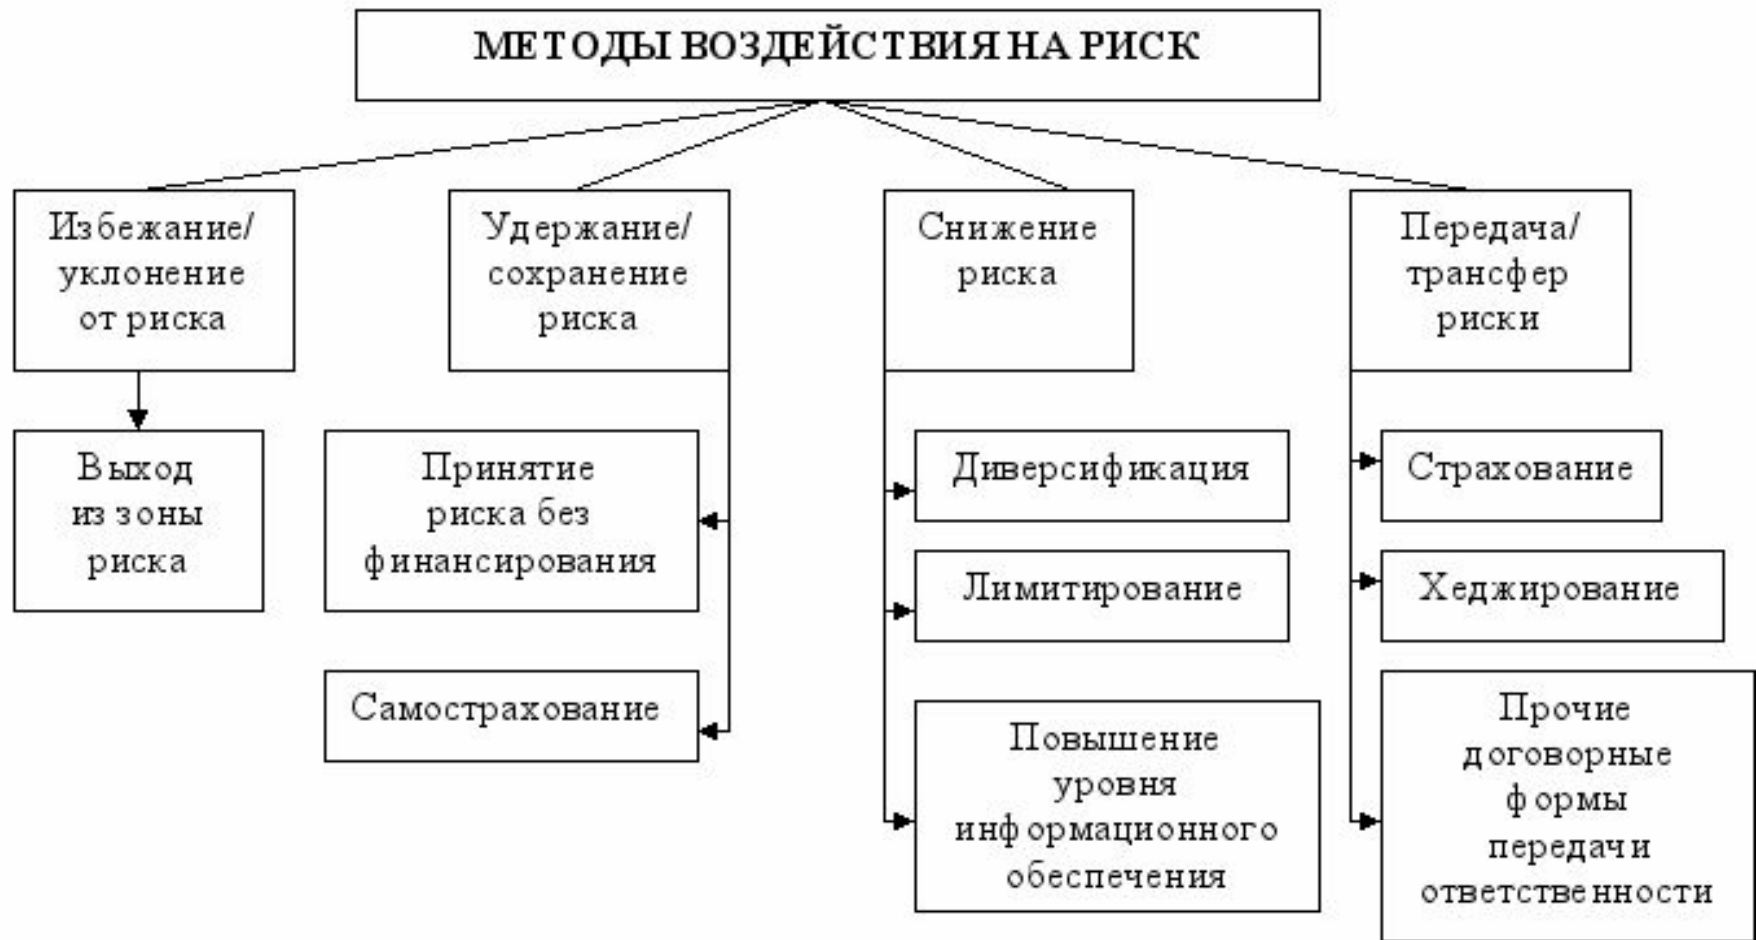 МЕТОДЫ ВОЗДЕЙСТВИЯ НА РИСК
Избежание/
уклонение
от риска
Удержание/
сохранение
риска
Снижение
риска
Передача/
трансфер
риски
Выход
из зоны
риска
Принятие
риска без
финансирования
Самострахование
Диверсификация
Лимитирование
Повышение
уровня
информационного
обеспечения
Страхование
Хеджирование
Прочие
договорные
формы
передачи
ответственности